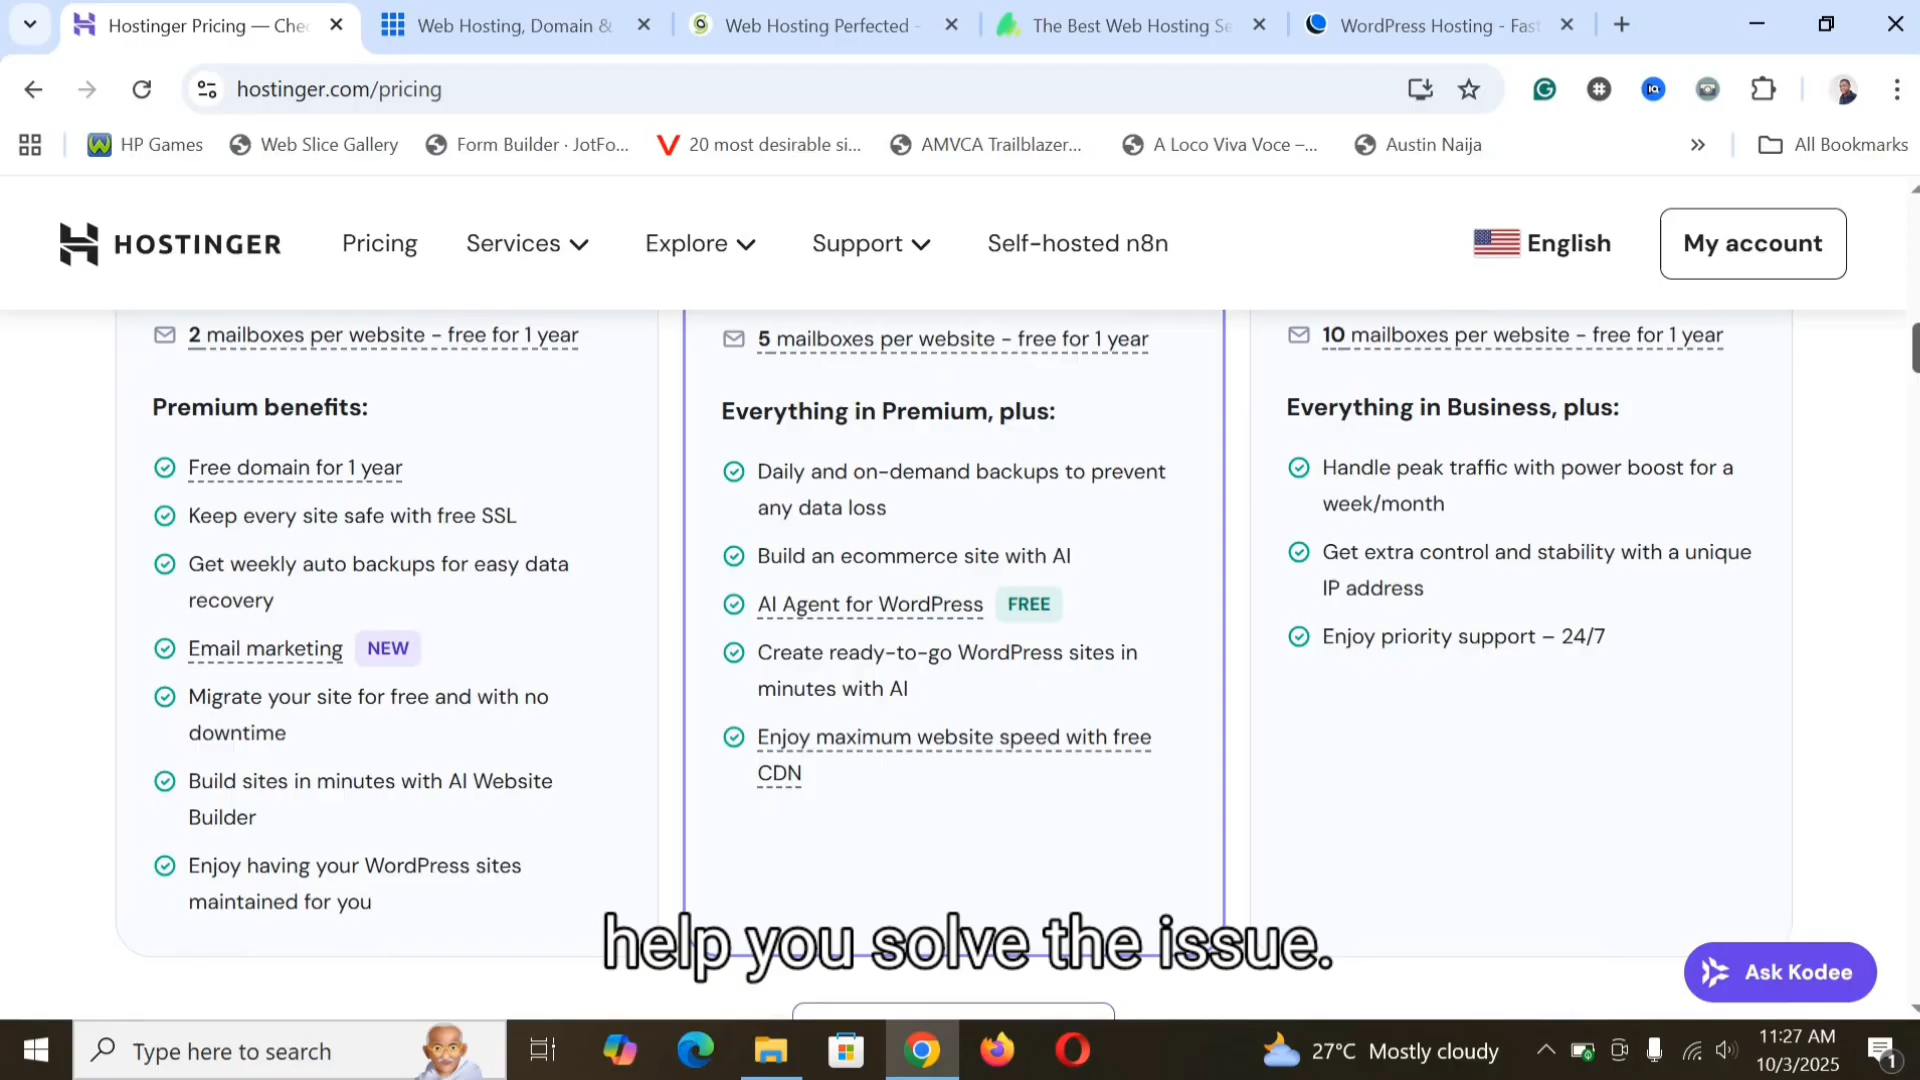 Hostinger Pricing — Che
Web Hosting, Domain &
Web Hosting Perfected -
The Best Web Hosting Se
WordPress Hosting - Fast
hostinger.com/pricing
HP Games
Web Slice Gallery
Form Builder · JotFo...
20 most desirable si...
AMVCA Trailblazer...
A Loco Viva Voce –...
Austin Naija
All Bookmarks
HOSTINGER
Pricing
Services
Explore
Support
Self-hosted n8n
English
My account
2 mailboxes per website - free for 1 year
Premium benefits:
Free domain for 1 year
Keep every site safe with free SSL
Get weekly auto backups for easy data
recovery
Email marketing NEW
Migrate your site for free and with no
downtime
Build sites in minutes with AI Website
Builder
Enjoy having your WordPress sites
maintained for you
5 mailboxes per website - free for 1 year
Everything in Premium, plus:
Daily and on-demand backups to prevent
any data loss
Build an ecommerce site with AI
AI Agent for WordPress FREE
Create ready-to-go WordPress sites in
minutes with AI
Enjoy maximum website speed with free
CDN
10 mailboxes per website - free for 1 year
Everything in Business, plus:
Handle peak traffic with power boost for a
week/month
Get extra control and stability with a unique
IP address
Enjoy priority support – 24/7
help you solve the issue.
Ask Kodee
Type here to search
27°C Mostly cloudy
11:27 AM
10/3/2025
1